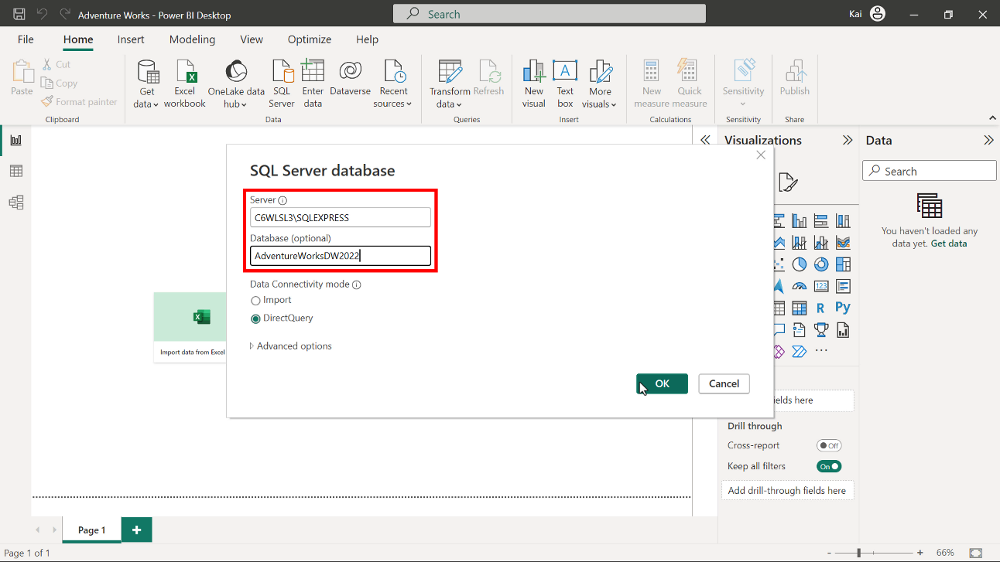 Adventure Works - Power BI Desktop
Search
Kai
File
Home
Insert
Modeling
View
Optimize
Help
Paste
Cut
Copy
Format painter
Clipboard
Get data
Excel workbook
OneLake data hub
SQL Server
Enter data
Dataverse
Recent sources
Data
Transform data
Refresh
Queries
New visual
A
Text box
More visuals
Insert
New measure
Quick measure
Calculations
Sensitivity
Sensitivity
Publish
Share
Visualizations
Data
Search
You haven't loaded any
data yet. Get data
SQL Server database
Server
C6WLSL3\SQLEXPRESS
Database (optional)
AdventureWorksDW2022
Data Connectivity mode
Import
DirectQuery
Advanced options
OK
Cancel
Import data from Excel
123
R
Py
...
ields here
Drill through
Cross-report
Off
Keep all filters
On
Add drill-through fields here
Page 1
+
Page 1 of 1
- +
66%